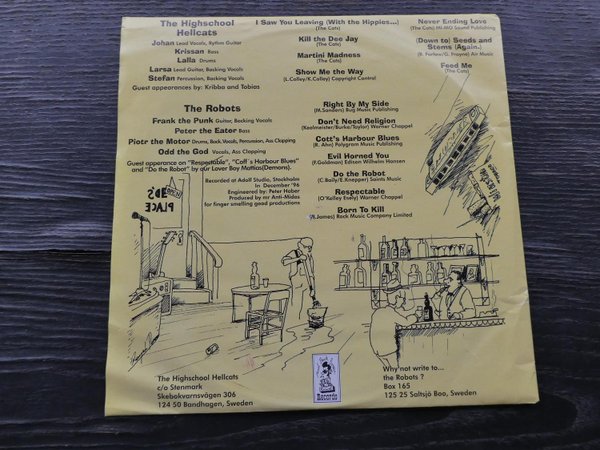 The Highschool
Hellcats
Johan Lead Vocals, Rythm Guitar
Krissan Bass
Lalla Drums
Larsa Lead Guitar, Backing Vocals
Stefan Percussion, Backing Vocals
Guest appearences by: Kribba and Tobias
The Robots
Frank the Punk Guitar, Backing Vocals
Peter the Eater Bass
Piotr the Motor Drums, Back. Vocals, Percussion, Ass Clapping
Odd the God Vocals, Ass Clapping
Guest apperance on "Respectable", "Coff´s Harbour Blues"
and "Do the Robot" by our Lover Boy Mattias(Demons).
Recorded at Adolf Studio, Stockholm
In December '96
Engineered by: Peter Haber
Produced by mr Anti-Midas
for finger smelling good productions
I Saw You Leaving (With the Hippies...)
(The Cats)
Kill the Dee Jay
(The Cats)
Martini Madness
(The Cats)
Show Me the Way
(L.Colley/K.Colley) Copyright Control
Right By My Side
(M.Sanders) Bug Music Publishing
Don't Need Religion
(Kaolmeister/Burke/Taylor) Warner Chappel
Cott's Harbour Blues
(R. Ahn) Polygram Music Publishing
Evil Horned You
(P.Goldman) Edison Wilhelm Hansen
Do the Robot
(C.Baily/E.Knepper) Saints Music
Respectable
(O'Kelley Esely) Warner Chappel
Born To Kill
(N.James) Rock Music Company Limited
Never Ending Love
(The Cats) MI-MO Sound Publishing
(Down to) Seeds and
Stems (Again.)
(B. Farlow/G. Frayne) Air Music
Feed Me
(The Cats)
ED'S
PLACE
The Highschool Hellcats
c/o Stenmark
Skebokvarnsvägen 306
124 50 Bandhagen, Sweden
Records
Why not write to...
the Robots ?
Box 165
125 25 Saltsjö Boo, Sweden